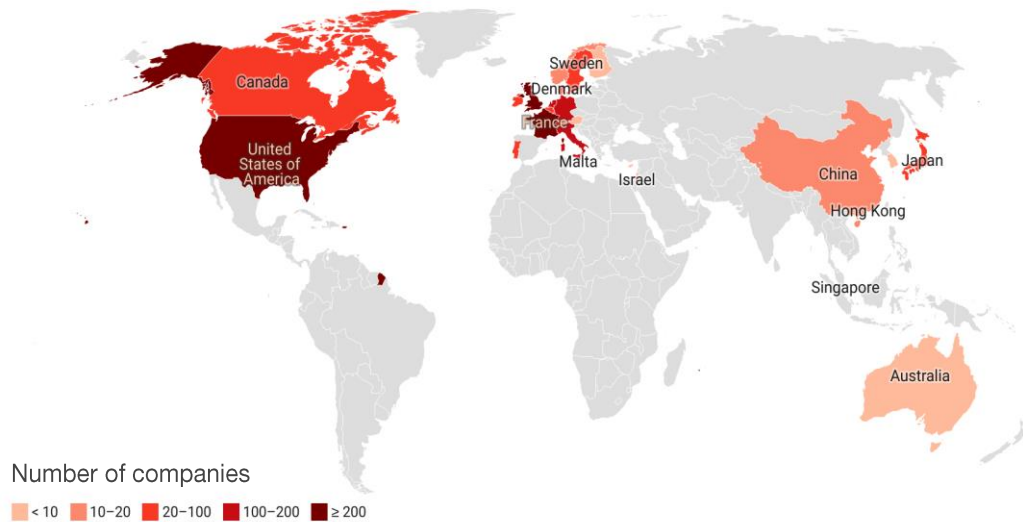 Sweden
Canada
Denmark
France
United
States of
America
Malta
Japan
China
Israel
Hong Kong
Singapore
Australia
Number of companies
< 10 10–20 20–100 100–200 ≥ 200